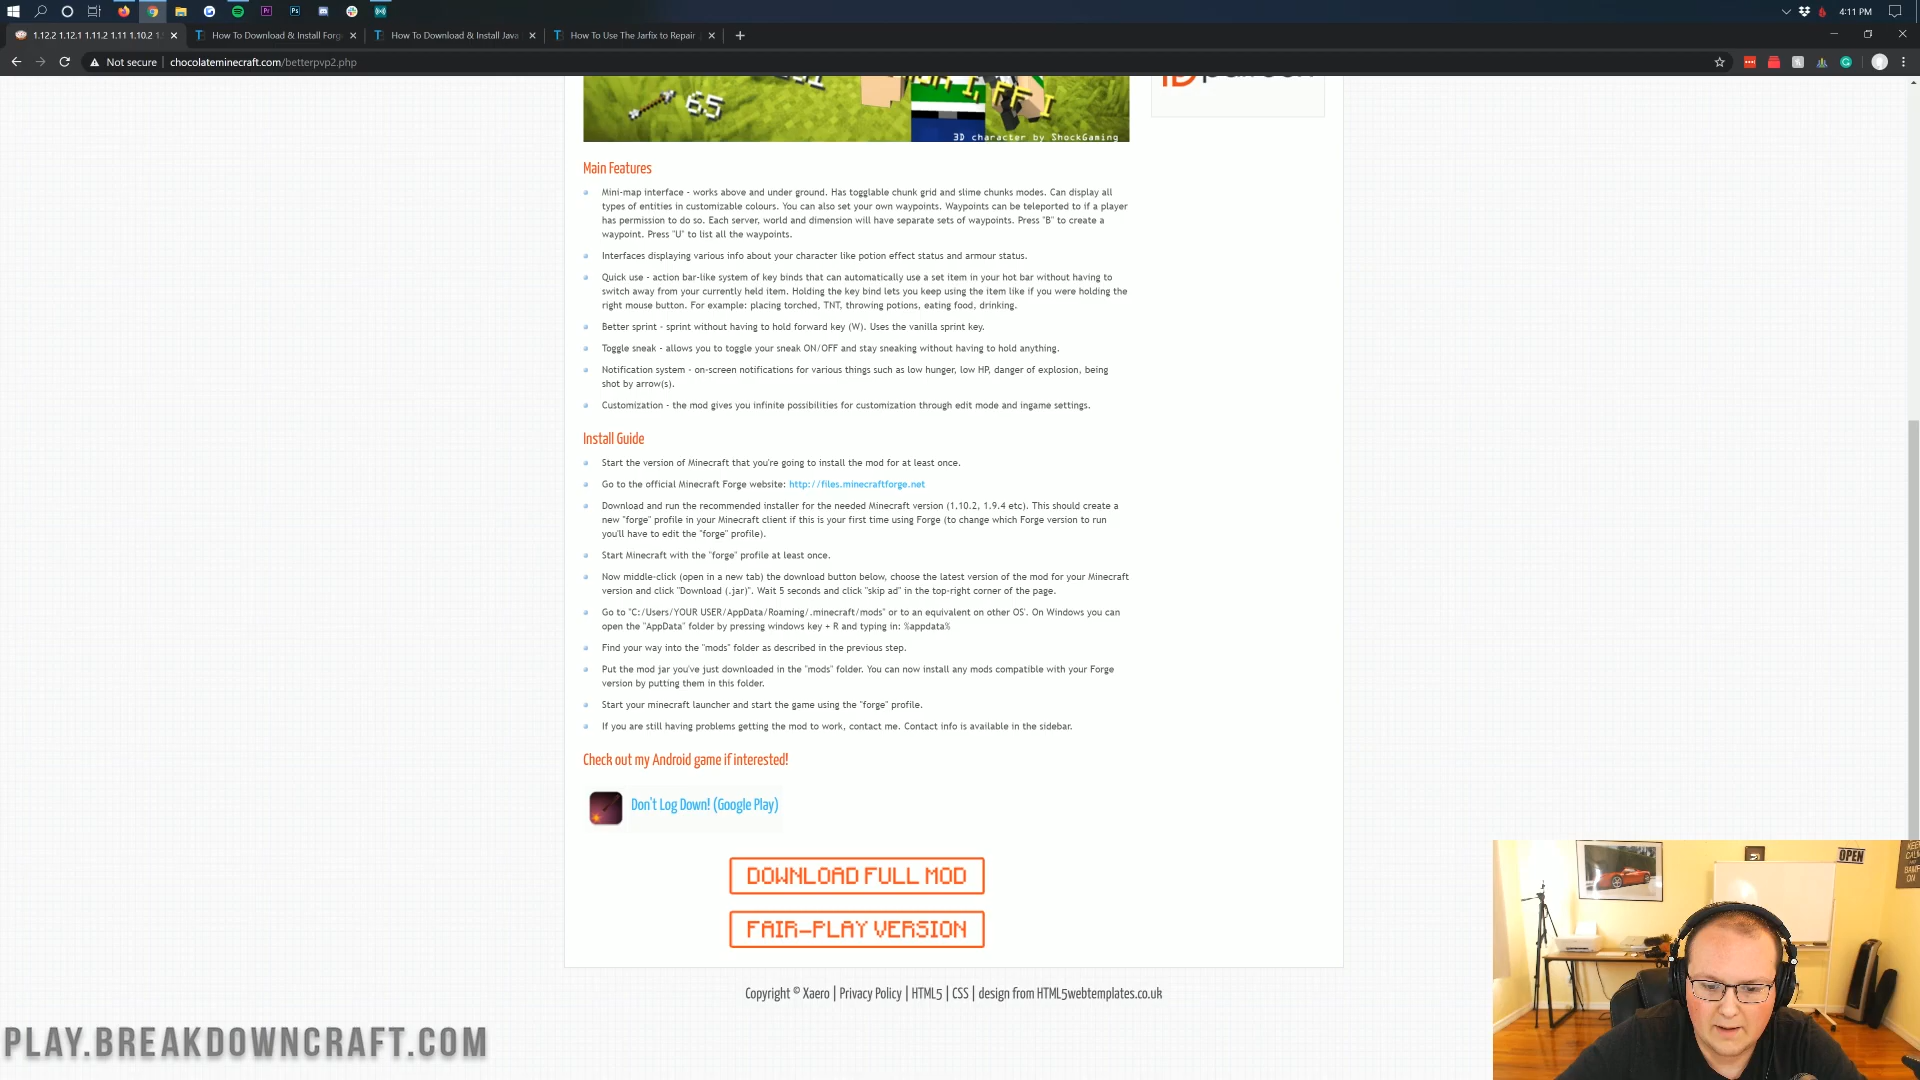 4:11 PM
1.12.2 1.12.1 1.11.2 1.11 1.10.2 1.
How To Download & Install Forg
How To Download & Install Java
How To Use The Jarfix to Repair
Not secure
chocolateminecraft.com/betterpvp2.php
65
3D character by ShockGaming
Main Features
Mini-map interface - works above and under ground. Has togglable chunk grid and slime chunks modes. Can display all
types of entities in customizable colours. You can also set your own waypoints. Waypoints can be teleported to if a player
has permission to do so. Each server, world and dimension will have separate sets of waypoints. Press "B" to create a
waypoint. Press "U" to list all the waypoints.
Interfaces displaying various info about your character like potion effect status and armour status.
Quick use - action bar-like system of key binds that can automatically use a set item in your hot bar without having to
switch away from your currently held item. Holding the key bind lets you keep using the item like if you were holding the
right mouse button. For example: placing torched, TNT, throwing potions, eating food, drinking.
Better sprint - sprint without having to hold forward key (W). Uses the vanilla sprint key.
Toggle sneak - allows you to toggle your sneak ON/OFF and stay sneaking without having to hold anything.
Notification system - on-screen notifications for various things such as low hunger, low HP, danger of explosion, being
shot by arrow(s).
Customization - the mod gives you infinite possibilities for customization through edit mode and ingame settings.
Install Guide
Start the version of Minecraft that you're going to install the mod for at least once.
Go to the official Minecraft Forge website: http://files.minecraftforge.net
Download and run the recommended installer for the needed Minecraft version (1.10.2, 1.9.4 etc). This should create a
new "forge" profile in your Minecraft client if this is your first time using Forge (to change which Forge version to run
you'll have to edit the "forge" profile).
Start Minecraft with the "forge" profile at least once.
Now middle-click (open in a new tab) the download button below, choose the latest version of the mod for your Minecraft
version and click "Download (.jar)". Wait 5 seconds and click "skip ad" in the top-right corner of the page.
Go to "C:/Users/YOUR USER/AppData/Roaming/.minecraft/mods" or to an equivalent on other OS'. On Windows you can
open the "AppData" folder by pressing windows key + R and typing in: %appdata%
Find your way into the "mods" folder as described in the previous step.
Put the mod jar you've just downloaded in the "mods" folder. You can now install any mods compatible with your Forge
version by putting them in this folder.
Start your minecraft launcher and start the game using the "forge" profile.
If you are still having problems getting the mod to work, contact me. Contact info is available in the sidebar.
Check out my Android game if interested!
Don't Log Down! (Google Play)
DOWNLOAD FULL MOD
FAIR-PLAY VERSION
Copyright © Xaero | Privacy Policy | HTML5 | CSS | design from HTML5webtemplates.co.uk
PLAY.BREAKDOWNCRAFT.COM
OPEN
KEEP
CALM
AND
ON